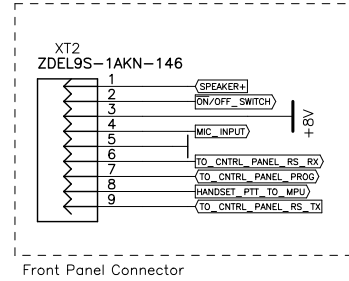 XT2
ZDEL9S-1AKN-146
1 SPEAKER+
2 ON/OFF_SWITCH
3 +8V
4 MIC_INPUT
5
6 TO_CNTRL_PANEL_RS_RX
7 TO_CNTRL_PANEL_PROG
8 HANDSET_PTT_TO_MPU
9 TO_CNTRL_PANEL_RS_TX
Front Panel Connector